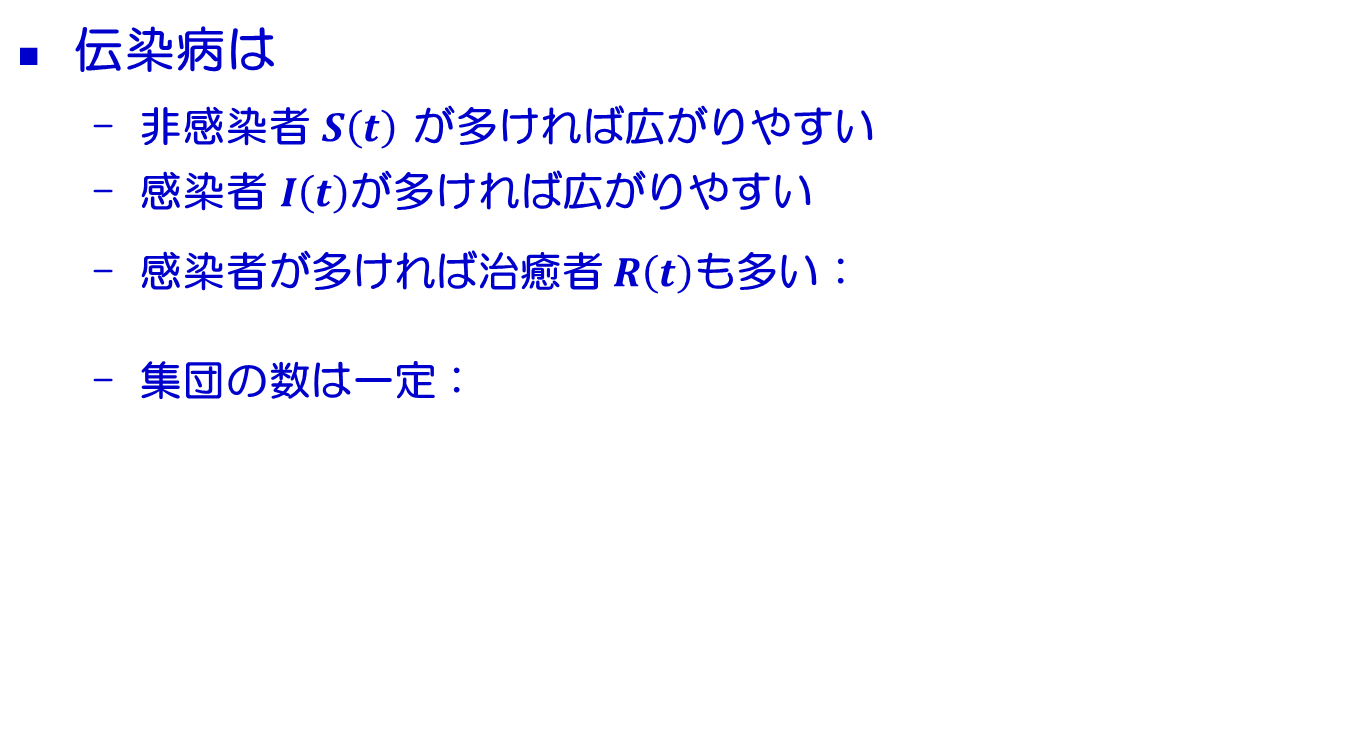 ▪ 伝染病は
– 非感染者 S(t) が多ければ広がりやすい
– 感染者 I(t)が多ければ広がりやすい
– 感染者が多ければ治癒者 R(t)も多い：
– 集団の数は一定：